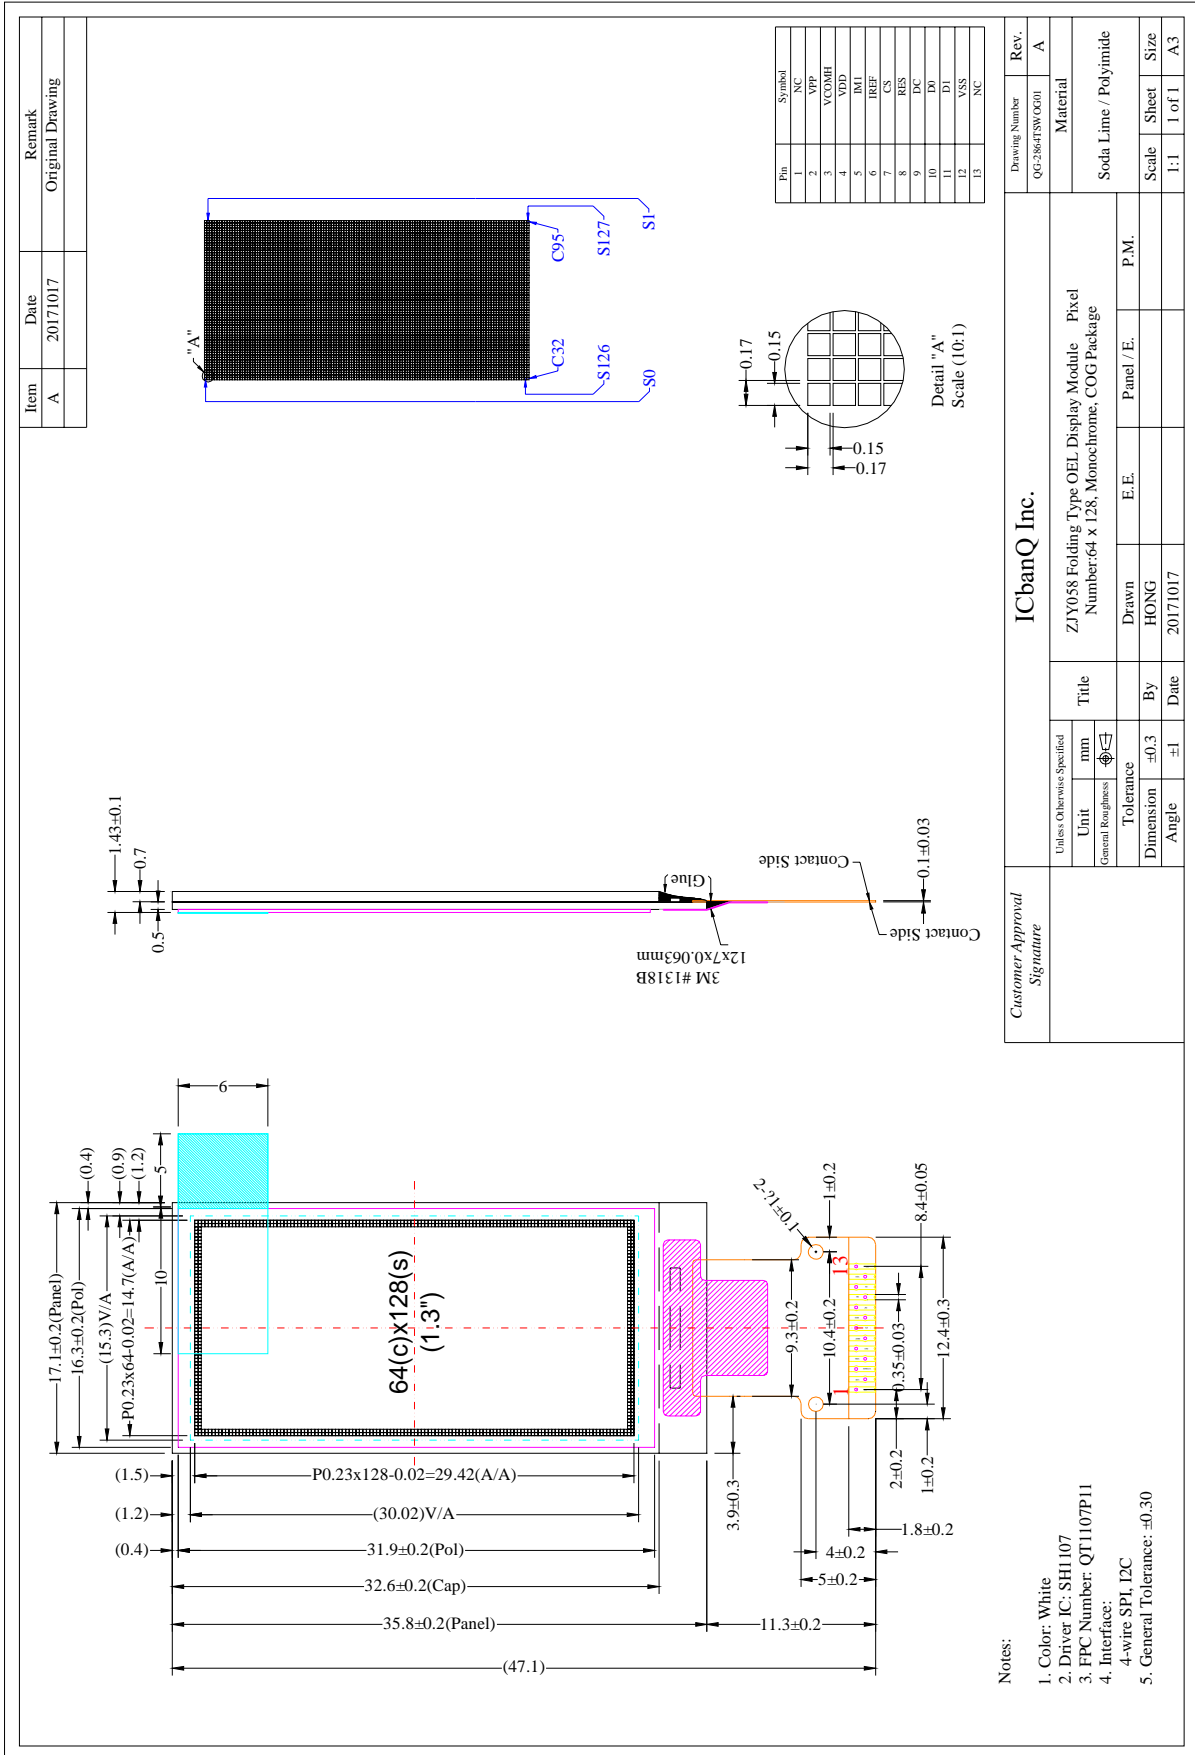 Item Date Remark
A 20171017 Original Drawing
"A"
C32
C95
S126
S127
S0
S1
0.17
0.15
0.15
0.17
Detail "A"
Scale (10:1)
Pin Symbol
1 NC
2 VPP
3 VCOMH
4 VDD
5 IM1
6 IREF
7 CS
8 RES
9 DC
10 D0
11 D1
12 VSS
13 NC
1.43±0.1
0.7
0.5
Glue
3M #1318B
12x7x0.063mm
Contact Side
Contact Side
0.1±0.03
17.1±0.2(Panel)
16.3±0.2(Pol)
(15.3)V/A
P0.23x64-0.02=14.7(A/A)
(0.4)
(0.9)
(1.2)
5
10
6
64(c)x128(s)
(1.3")
(1.5)
P0.23x128-0.02=29.42(A/A)
(1.2)
(30.02)V/A
(0.4)
31.9±0.2(Pol)
32.6±0.2(Cap)
35.8±0.2(Panel)
11.3±0.2
(47.1)
3.9±0.3
9.3±0.2
10.4±0.2
2-?1±0.1
1±0.2
8.4±0.05
0.35±0.03
12.4±0.3
1
13
2±0.2
1±0.2
1.8±0.2
4±0.2
5±0.2
Notes:
1. Color: White
2. Driver IC: SH1107
3. FPC Number: QT1107P11
4. Interface:
4-wire SPI, I2C
5. General Tolerance: ±0.30
Customer Approval
Signature
ICbanQ Inc.
Drawing Number
QG-2864TSWOG01
Rev.
A
Unless Otherwise Specified
Unit mm
General Roughness
Tolerance
Dimension ±0.3
Angle ±1
Title
ZJY058 Folding Type OEL Display Module Pixel
Number:64 x 128, Monochrome, COG Package
Material
Soda Lime / Polyimide
Drawn E.E. Panel / E. P.M.
By HONG
Date 20171017
Scale Sheet Size
1:1 1 of 1 A3